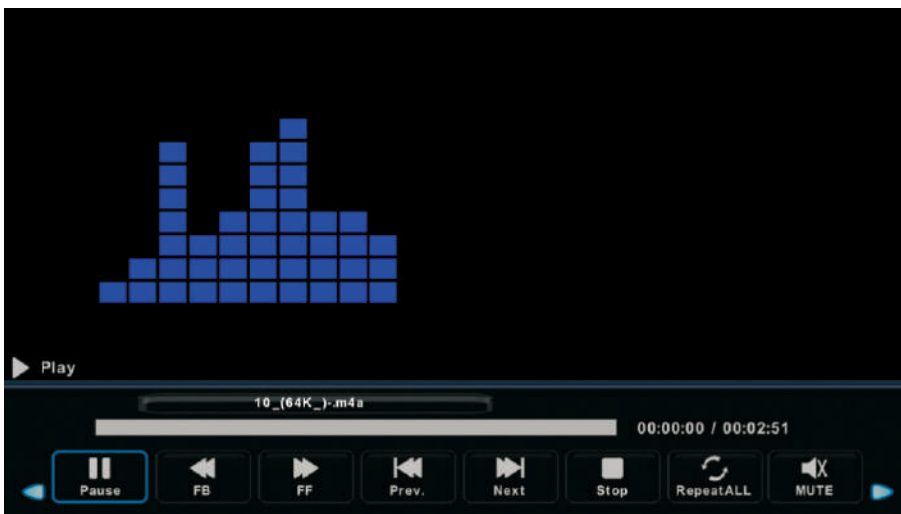 Play
10_(64K_)-.m4a
00:00:00 / 00:02:51
Pause FB FF Prev. Next Stop RepeatALL MUTE